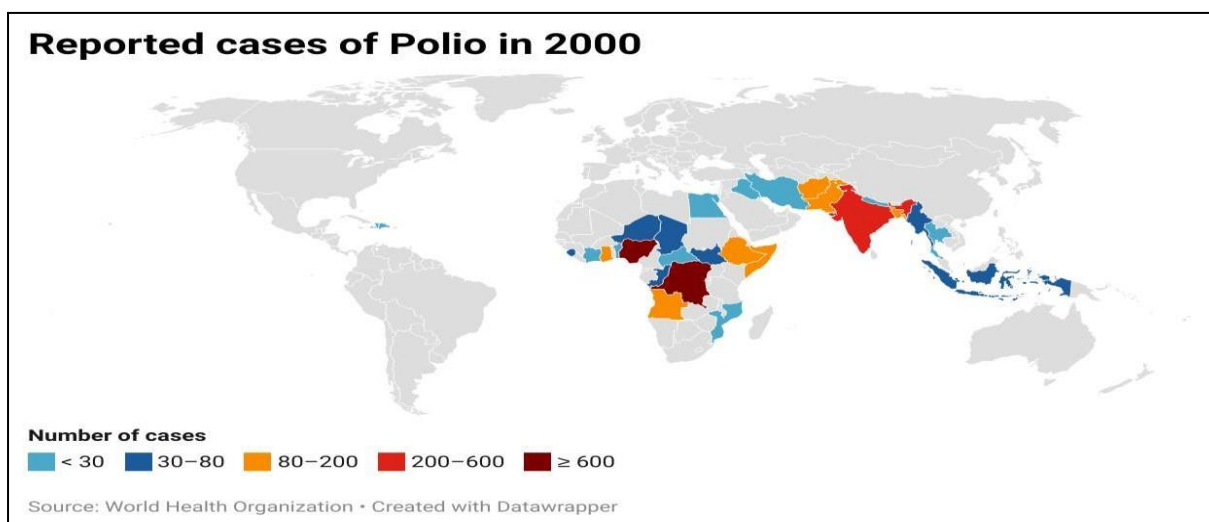 Reported cases of Polio in 2000
Number of cases
< 30 30–80 80–200 200–600 ≥ 600
Source: World Health Organization • Created with Datawrapper